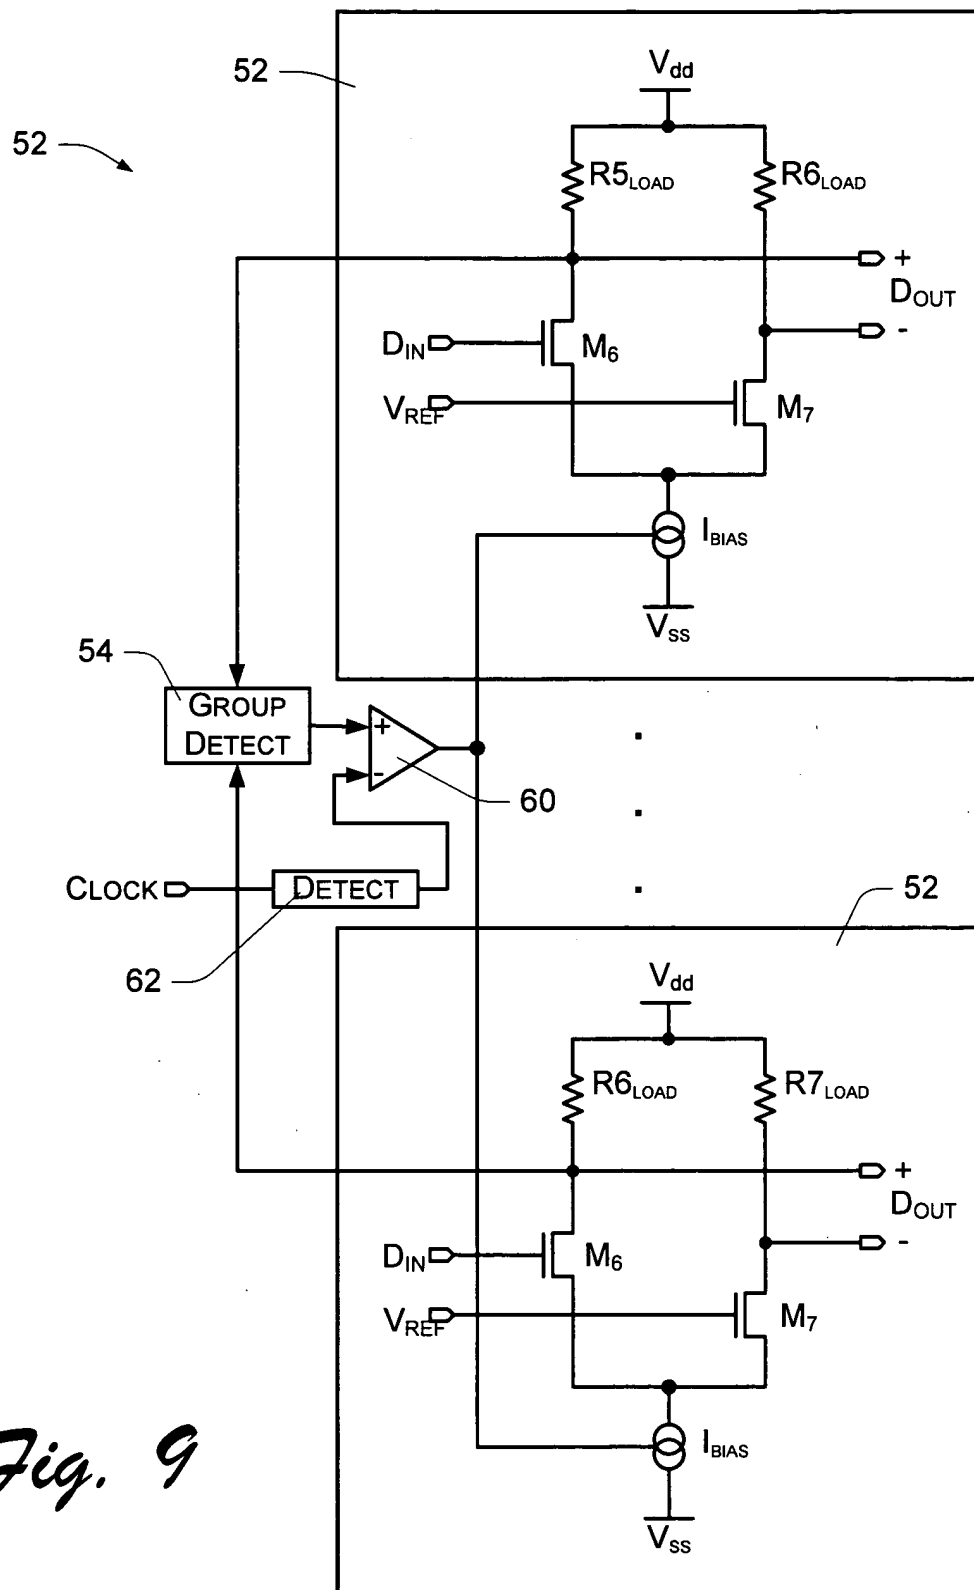 52
52
Vdd
R5LOAD
R6LOAD
+
DOUT
-
DIN
M6
VREF
M7
IBIAS
VSS
54
GROUP
DETECT
+
-
60
CLOCK
DETECT
62
52
Vdd
R6LOAD
R7LOAD
+
DOUT
-
DIN
M6
VREF
M7
IBIAS
VSS
Fig. 9